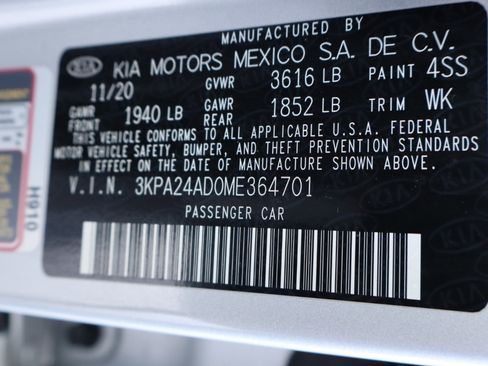 MANUFACTURED BY
KIA KIA MOTORS MEXICO S.A. DE C.V.
11/20 GVWR 3616 LB PAINT 4SS
GAWR FRONT 1940 LB GAWR REAR 1852 LB TRIM WK
THIS VEHICLE CONFORMS TO ALL APPLICABLE U.S.A. FEDERAL
MOTOR VEHICLE SAFETY, BUMPER, AND THEFT PREVENTION STANDARDS
IN EFFECT ON THE DATE OF MANUFACTURE SHOWN ABOVE.
V.I.N. 3KPA24AD0ME364701
PASSENGER CAR
H910